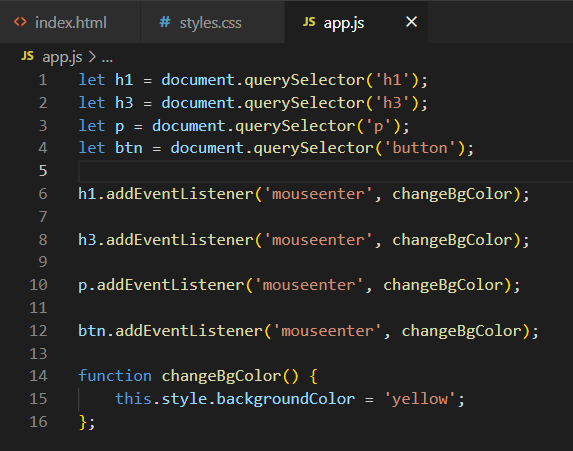 index.html styles.css app.js
app.js > ...
1 let h1 = document.querySelector('h1');
2 let h3 = document.querySelector('h3');
3 let p = document.querySelector('p');
4 let btn = document.querySelector('button');
5
6 h1.addEventListener('mouseenter', changeBgColor);
7
8 h3.addEventListener('mouseenter', changeBgColor);
9
10 p.addEventListener('mouseenter', changeBgColor);
11
12 btn.addEventListener('mouseenter', changeBgColor);
13
14 function changeBgColor() {
15     this.style.backgroundColor = 'yellow';
16 };